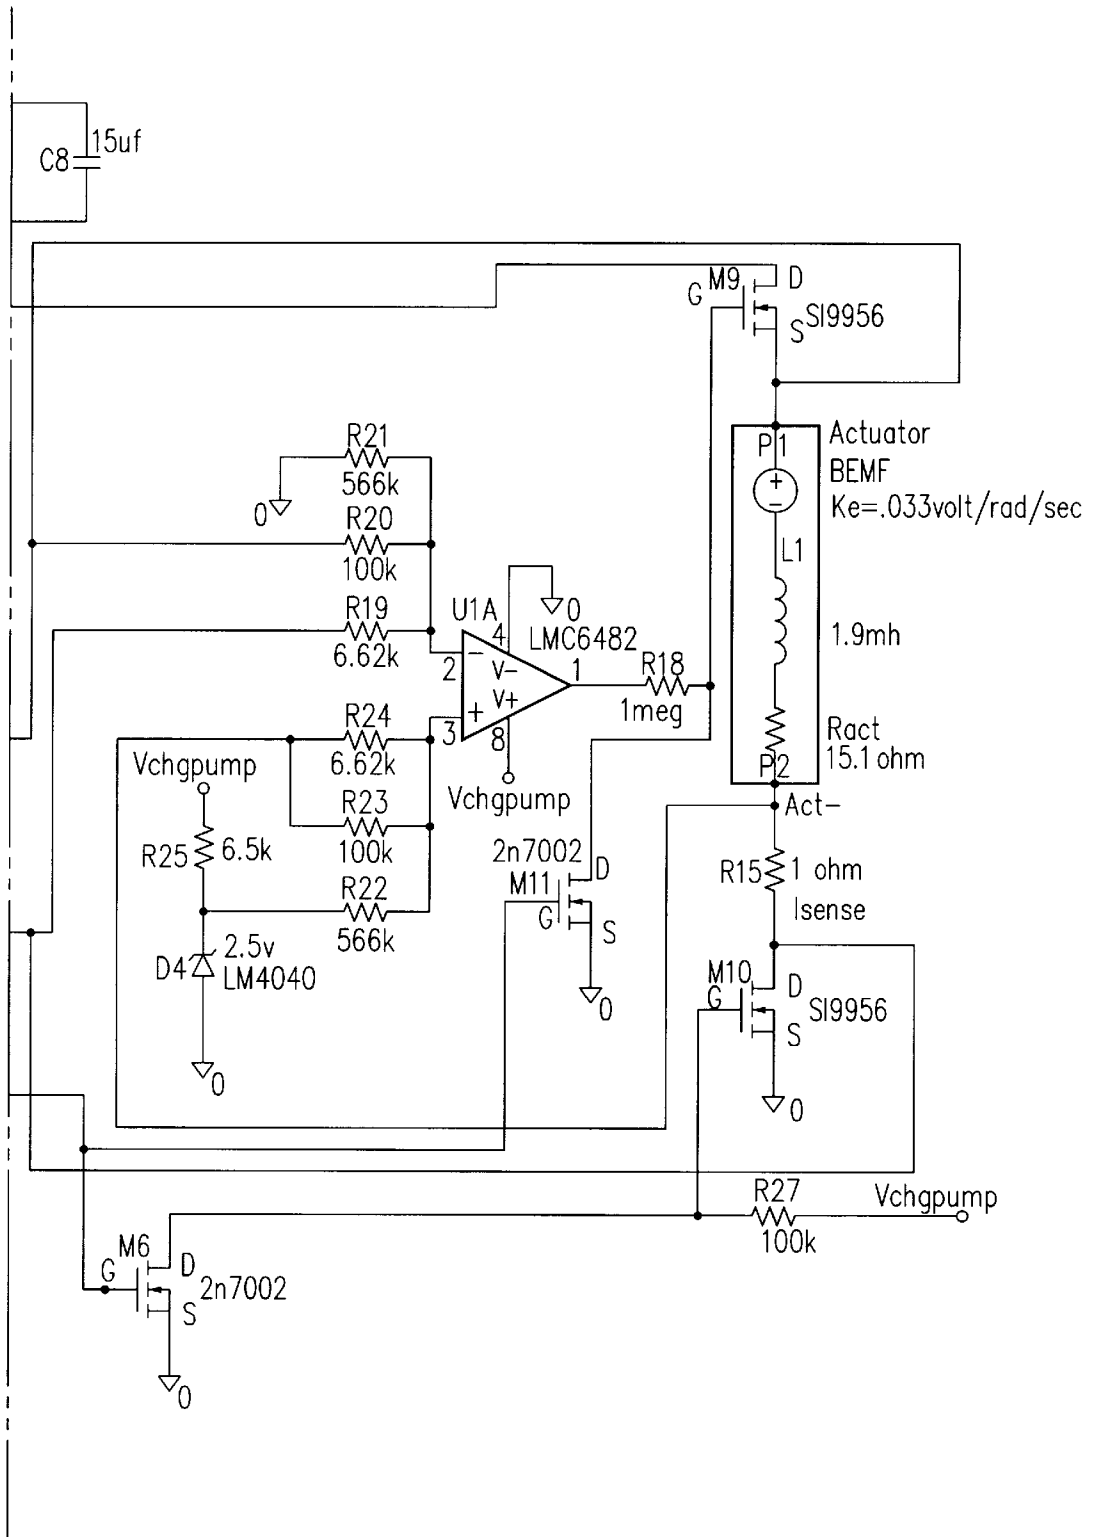 15uf
C8
M9
D
G
SI9956
S
R21
566k
0
R20
100k
R19
6.62k
Actuator
BEMF
Ke=.033volt/rad/sec
P1
+
−
L1
1.9mh
Ract
15.1 ohm
P2
Act−
U1A
4
0
LMC6482
2
−
V−
1
V+
+
3
8
Vchgpump
R18
1meg
R24
6.62k
Vchgpump
R23
100k
R25
6.5k
R22
566k
2.5v
D4
LM4040
0
2n7002
D
M11
G
S
0
R15
1 ohm
Isense
M10
D
G
SI9956
S
0
R27
100k
Vchgpump
M6
G
D
2n7002
S
0